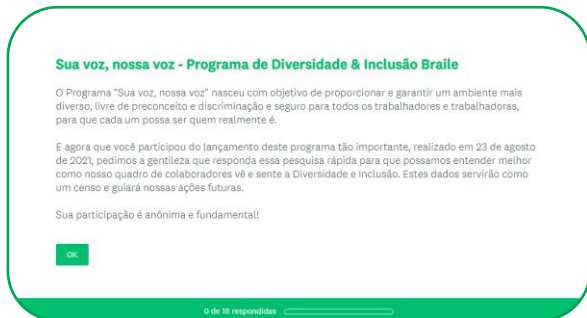 Sua voz, nossa voz - Programa de Diversidade & Inclusão Braile
O Programa "Sua voz, nossa voz" nasceu com objetivo de proporcionar e garantir um ambiente mais
diverso, livre de preconceito e discriminação e seguro para todos os trabalhadores e trabalhadoras,
para que cada um possa ser quem realmente é.
E agora que você participou do lançamento deste programa tão importante, realizado em 23 de agosto
de 2021, pedimos a gentileza que responda essa pesquisa rápida para que possamos entender melhor
como nosso quadro de colaboradores vê e sente a Diversidade e Inclusão. Estes dados servirão como
um censo e guiará nossas ações futuras.
Sua participação é anônima e fundamental!
OK
0 de 18 respondidas